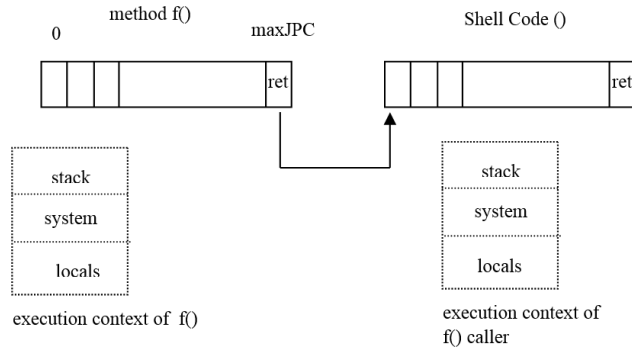 method f()
Shell Code ()
0
maxJPC
ret
ret
stack
system
locals
stack
system
locals
execution context of f()
execution context of
f() caller